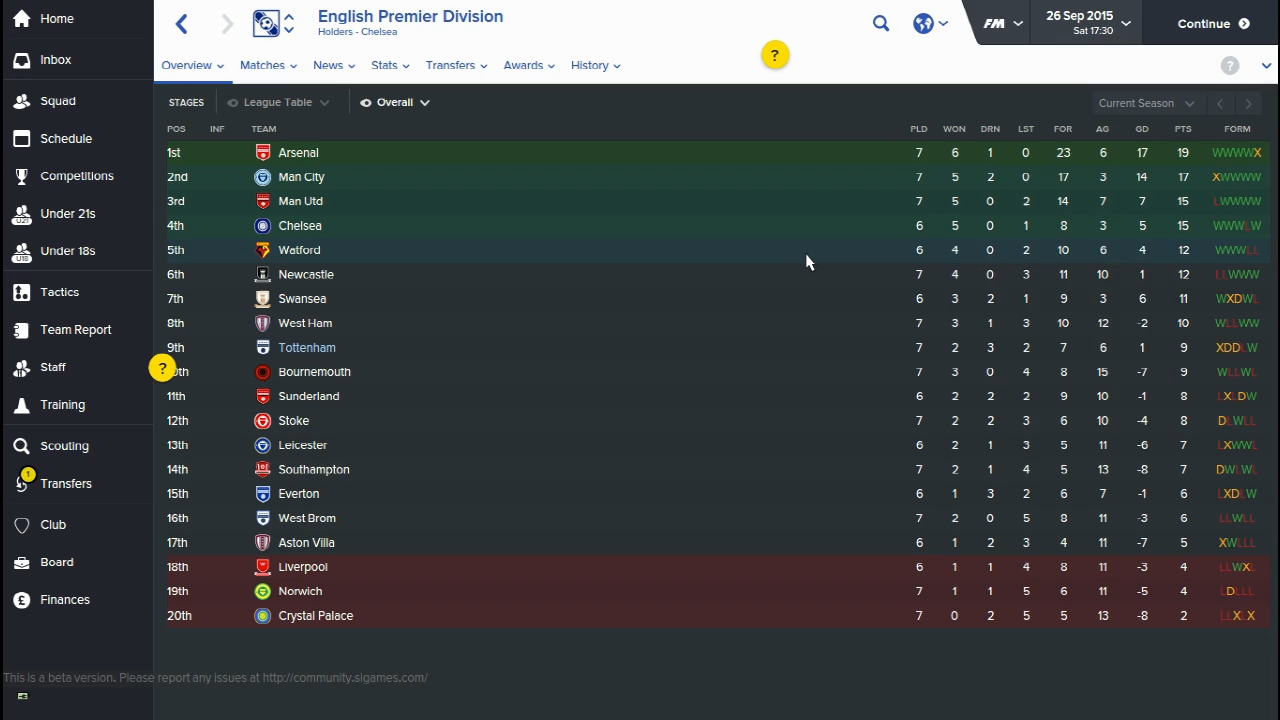 Home
Inbox
Squad
Schedule
Competitions
U21
Under 21s
U18
Under 18s
Tactics
Team Report
Staff
Training
Scouting
1
Transfers
Club
Board
£
Finances
English Premier Division
Holders - Chelsea
FM
26 Sep 2015
Sat 17:30
Continue
?
Overview Matches News Stats Transfers Awards History
?
STAGES League Table Overall Current Season
POS INF TEAM PLD WON DRN LST FOR AG GD PTS FORM
1st Arsenal 7 6 1 0 23 6 17 19 WWWWX
2nd Man City 7 5 2 0 17 3 14 17 XWWWW
3rd Man Utd 7 5 0 2 14 7 7 15 LWWWW
4th Chelsea 6 5 0 1 8 3 5 15 WWWLW
5th Watford 6 4 0 2 10 6 4 12 WWWLL
6th Newcastle 7 4 0 3 11 10 1 12 LLWWW
7th Swansea 6 3 2 1 9 3 6 11 WXDWL
8th West Ham 7 3 1 3 10 12 -2 10 WLLWW
9th Tottenham 7 2 3 2 7 6 1 9 XDDLW
?
0th Bournemouth 7 3 0 4 8 15 -7 9 WLLWL
11th Sunderland 6 2 2 2 9 10 -1 8 LXLDW
12th Stoke 7 2 2 3 6 10 -4 8 DLWLL
13th Leicester 6 2 1 3 5 11 -6 7 LXWWL
14th Southampton 7 2 1 4 5 13 -8 7 DWLWL
15th Everton 6 1 3 2 6 7 -1 6 LXDLW
16th West Brom 7 2 0 5 8 11 -3 6 LLWLL
17th Aston Villa 6 1 2 3 4 11 -7 5 XWLLL
18th Liverpool 6 1 1 4 8 11 -3 4 LLWXL
19th Norwich 7 1 1 5 6 11 -5 4 LDLLL
20th Crystal Palace 7 0 2 5 5 13 -8 2 LLXLX
This is a beta version. Please report any issues at http://community.sigames.com/